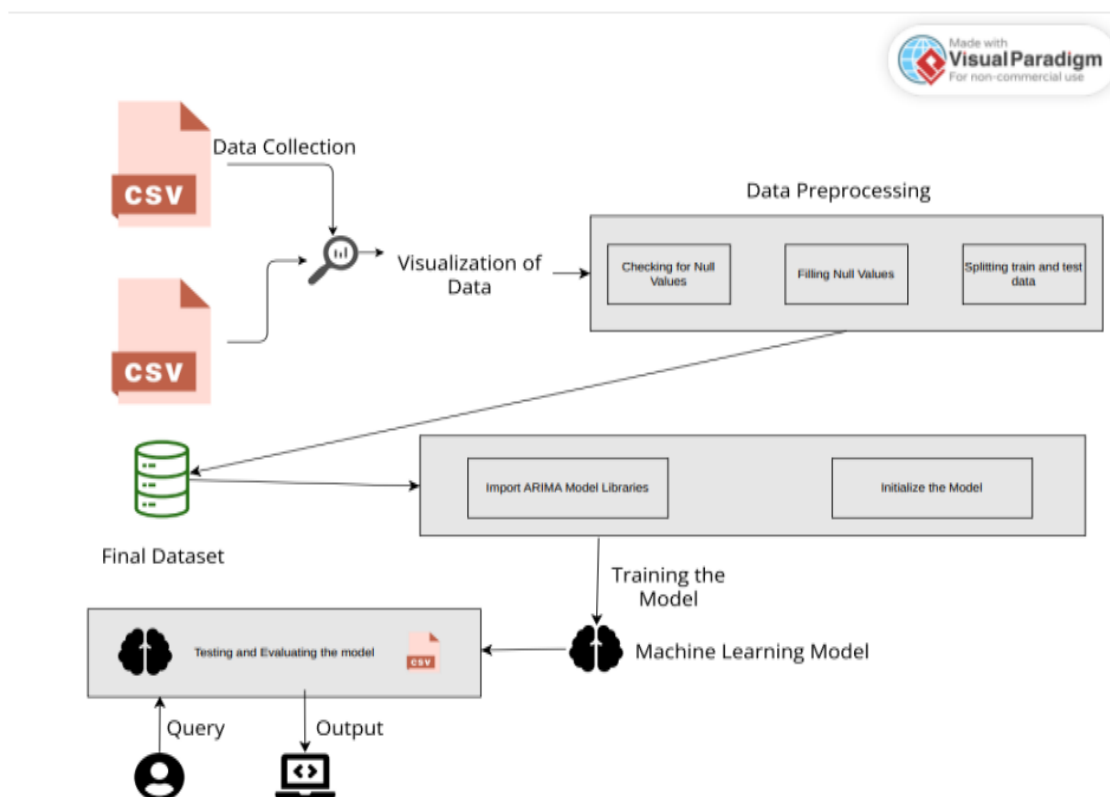 Made with
Visual Paradigm
For non-commercial use
CSV
Data Collection
Data Preprocessing
Visualization of
Data
Checking for Null
Values
Filling Null Values
Splitting train and test
data
CSV
Import ARIMA Model Libraries
Initialize the Model
Final Dataset
Training the
Model
Testing and Evaluating the model
CSV
Machine Learning Model
Query
Output